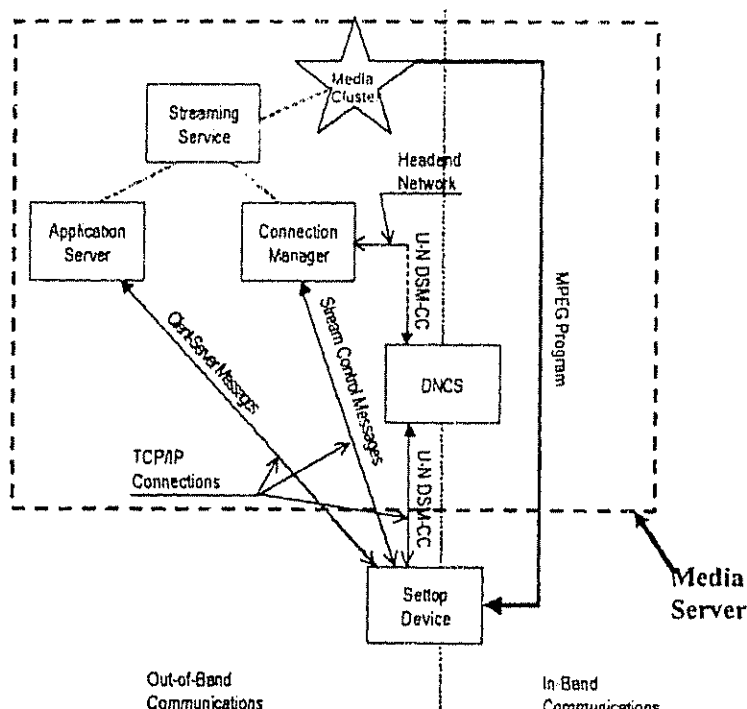 Media
Cluster
Streaming
Service
Headend
Network
Application
Server
Connection
Manager
U-N DSM-CC
MPEG Program
Client-Server Messages
Stream Control Messages
DNCS
TCP/IP
Connections
U-N DSM-CC
Settop
Device
Media
Server
Out-of-Band
Communications
In-Band
Communications